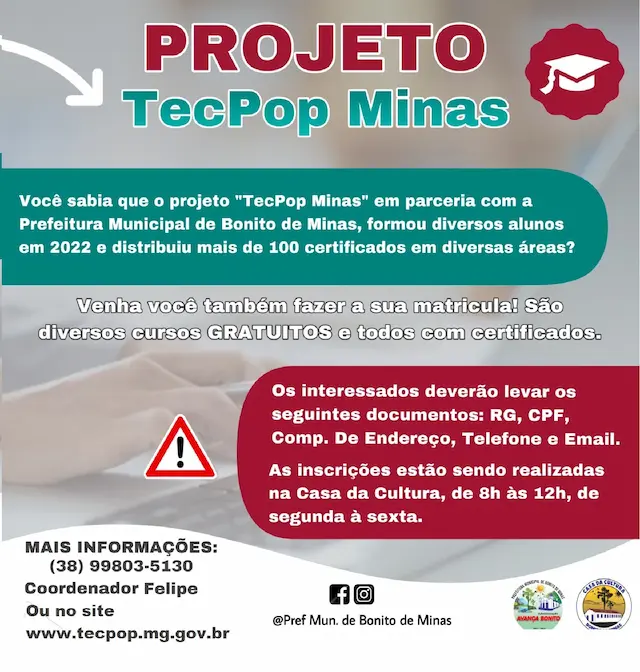 PROJETO
TecPop Minas
Você sabia que o projeto "TecPop Minas" em parceria com a
Prefeitura Municipal de Bonito de Minas, formou diversos alunos
em 2022 e distribuiu mais de 100 certificados em diversas áreas?
Venha você também fazer a sua matricula! São
diversos cursos GRATUITOS e todos com certificados.
Os interessados deverão levar os
seguintes documentos: RG, CPF,
Comp. De Endereço, Telefone e Email.
As inscrições estão sendo realizadas
na Casa da Cultura, de 8h às 12h, de
segunda à sexta.
MAIS INFORMAÇÕES:
(38) 99803-5130
Coordenador Felipe
Ou no site
www.tecpop.mg.gov.br
@Pref Mun. de Bonito de Minas
AVANÇA BONITO
CASA DA CULTURA